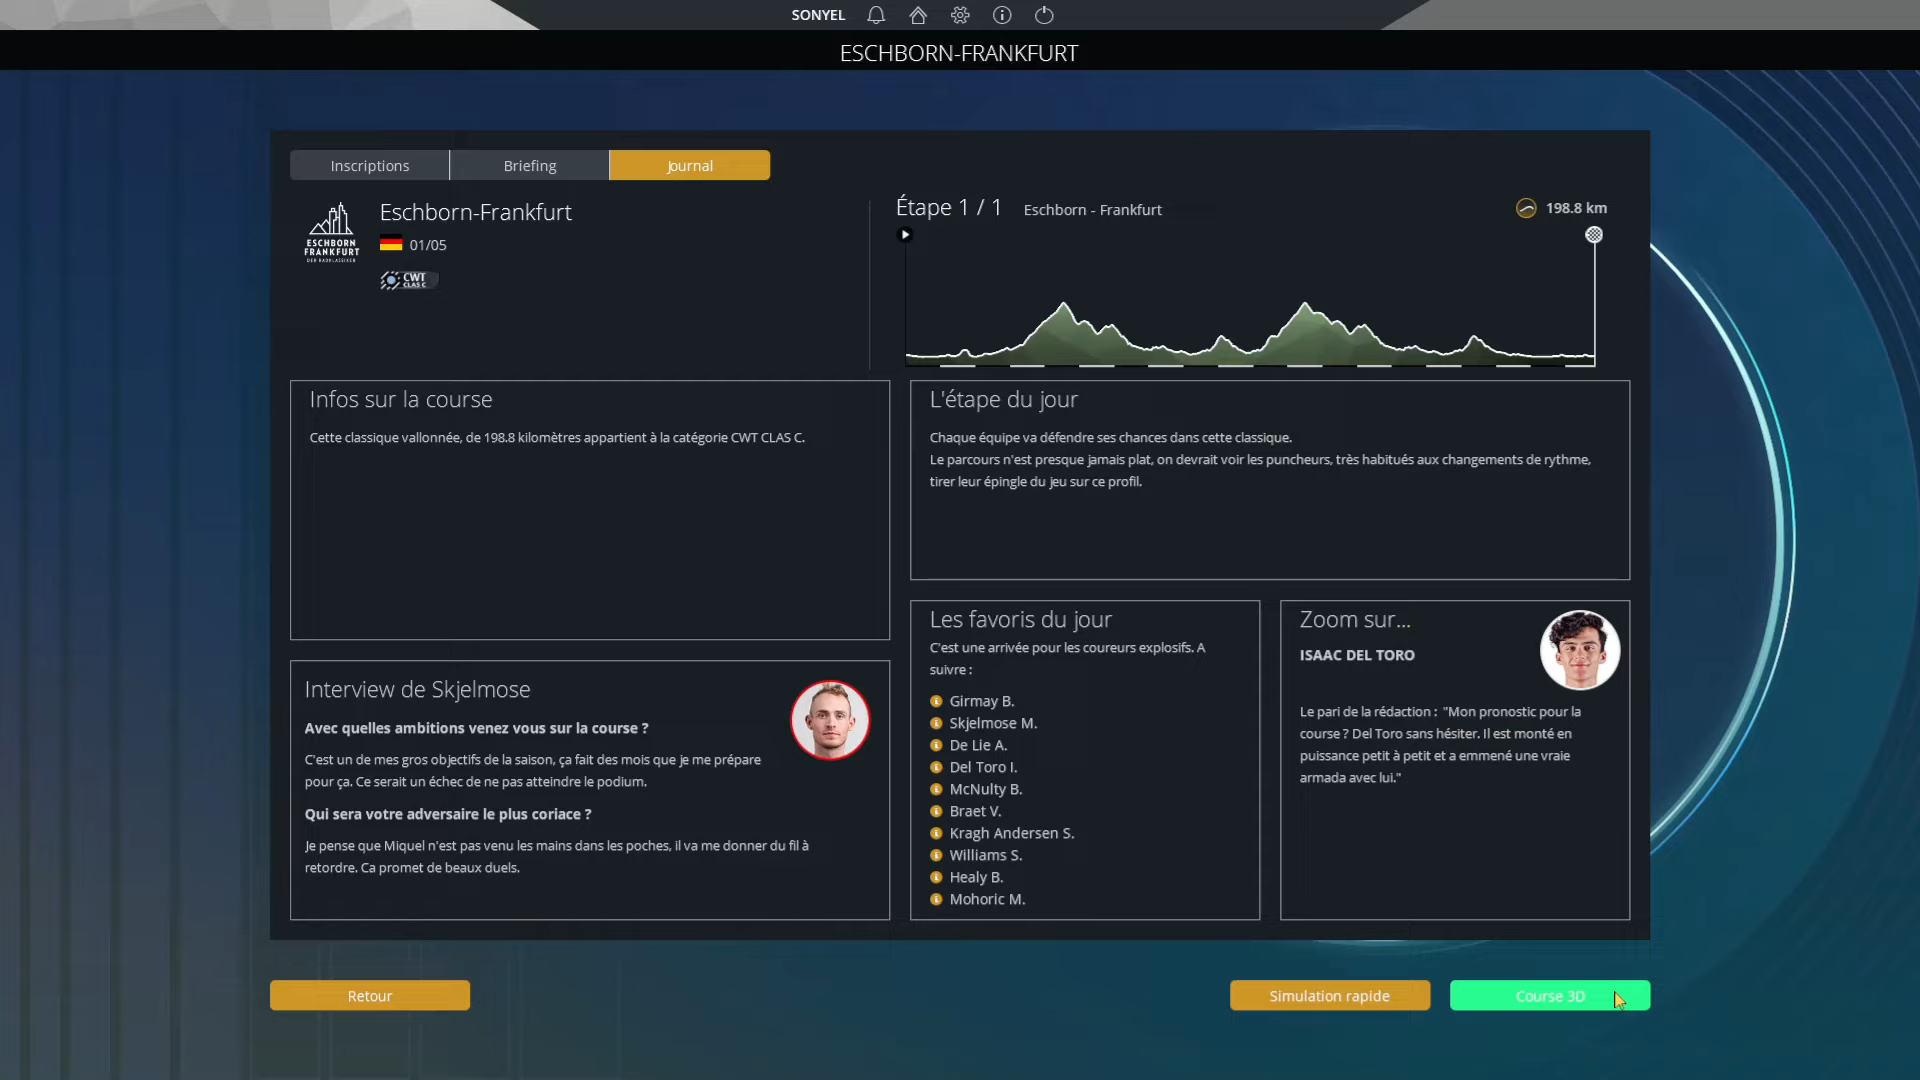 SONYEL
ESCHBORN-FRANKFURT
Inscriptions
Briefing
Journal
ESCHBORN
FRANKFURT
DER RADKLASSIKER
Eschborn-Frankfurt
01/05
CWT
CLAS C
Étape 1 / 1
Eschborn - Frankfurt
198.8 km
Infos sur la course
Cette classique vallonnée, de 198.8 kilomètres appartient à la catégorie CWT CLAS C.
L'étape du jour
Chaque équipe va défendre ses chances dans cette classique.
Le parcours n'est presque jamais plat, on devrait voir les puncheurs, très habitués aux changements de rythme,
tirer leur épingle du jeu sur ce profil.
Interview de Skjelmose
Avec quelles ambitions venez vous sur la course ?
C'est un de mes gros objectifs de la saison, ça fait des mois que je me prépare
pour ça. Ce serait un échec de ne pas atteindre le podium.
Qui sera votre adversaire le plus coriace ?
Je pense que Miquel n'est pas venu les mains dans les poches, il va me donner du fil à
retordre. Ca promet de beaux duels.
Les favoris du jour
C'est une arrivée pour les coureurs explosifs. A
suivre :
Girmay B.
Skjelmose M.
De Lie A.
Del Toro I.
McNulty B.
Braet V.
Kragh Andersen S.
Williams S.
Healy B.
Mohoric M.
Zoom sur...
ISAAC DEL TORO
Le pari de la rédaction : "Mon pronostic pour la
course ? Del Toro sans hésiter. Il est monté en
puissance petit à petit et a emmené une vraie
armada avec lui."
Retour
Simulation rapide
Course 3D